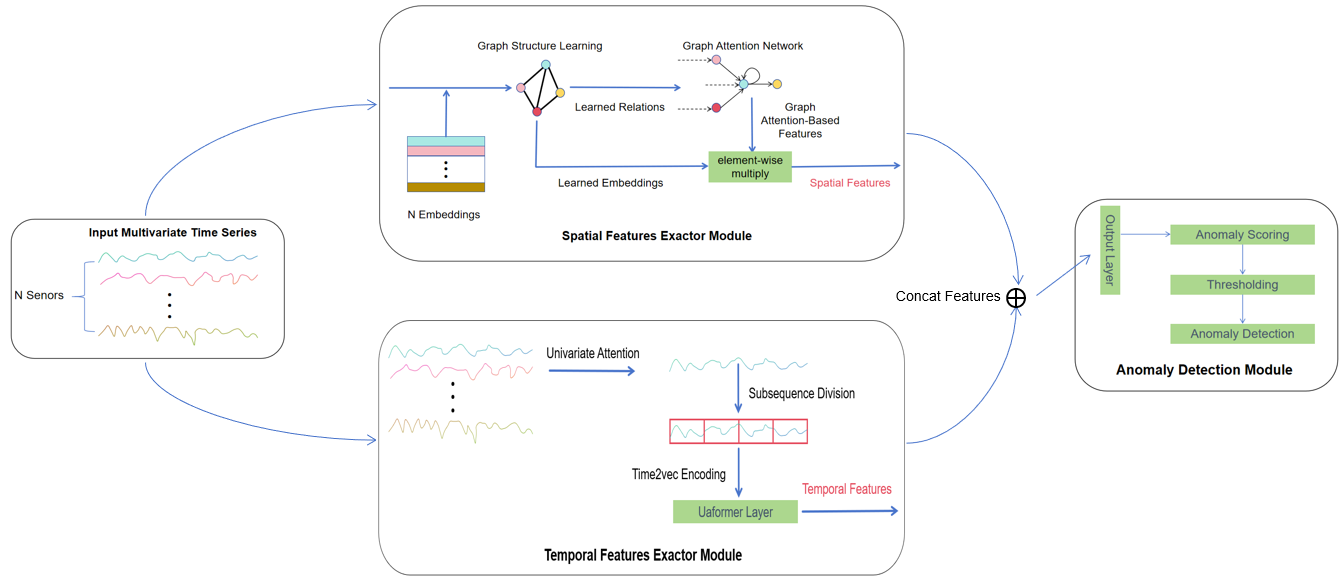 Input Multivariate Time Series
N Senors
Graph Structure Learning
Graph Attention Network
Learned Relations
Graph
Attention-Based
Features
element-wise
multiply
Learned Embeddings
Spatial Features
N Embeddings
Spatial Features Exactor Module
Univariate Attention
Subsequence Division
Time2vec Encoding
Temporal Features
Uaformer Layer
Temporal Features Exactor Module
Concat Features
Output Layer
Anomaly Scoring
Thresholding
Anomaly Detection
Anomaly Detection Module